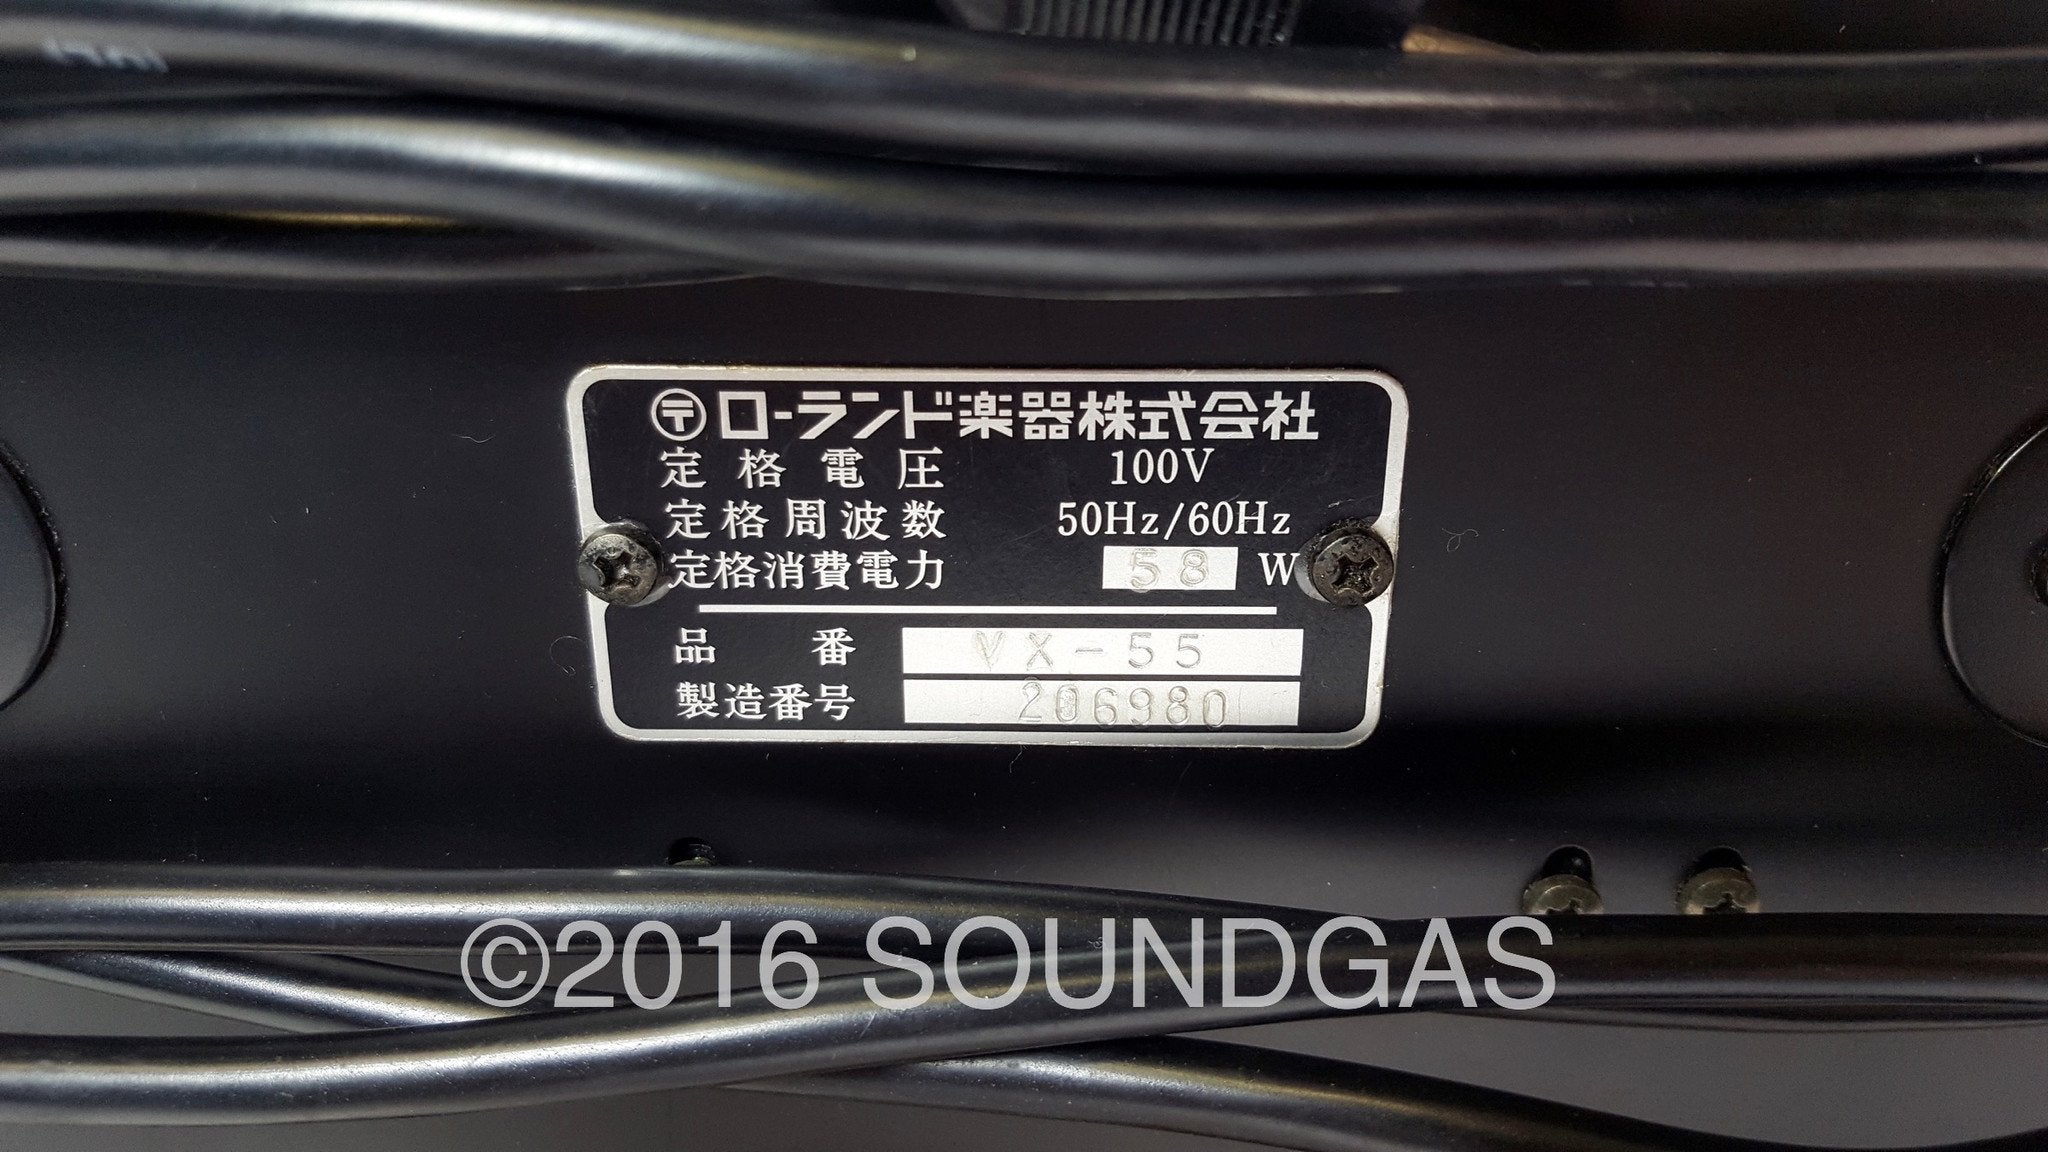 〶ローランド楽器株式会社
定格電圧 100V
定格周波数 50Hz/60Hz
定格消費電力 58 W
品番 VX-55
製造番号 206980
©2016 SOUNDGAS